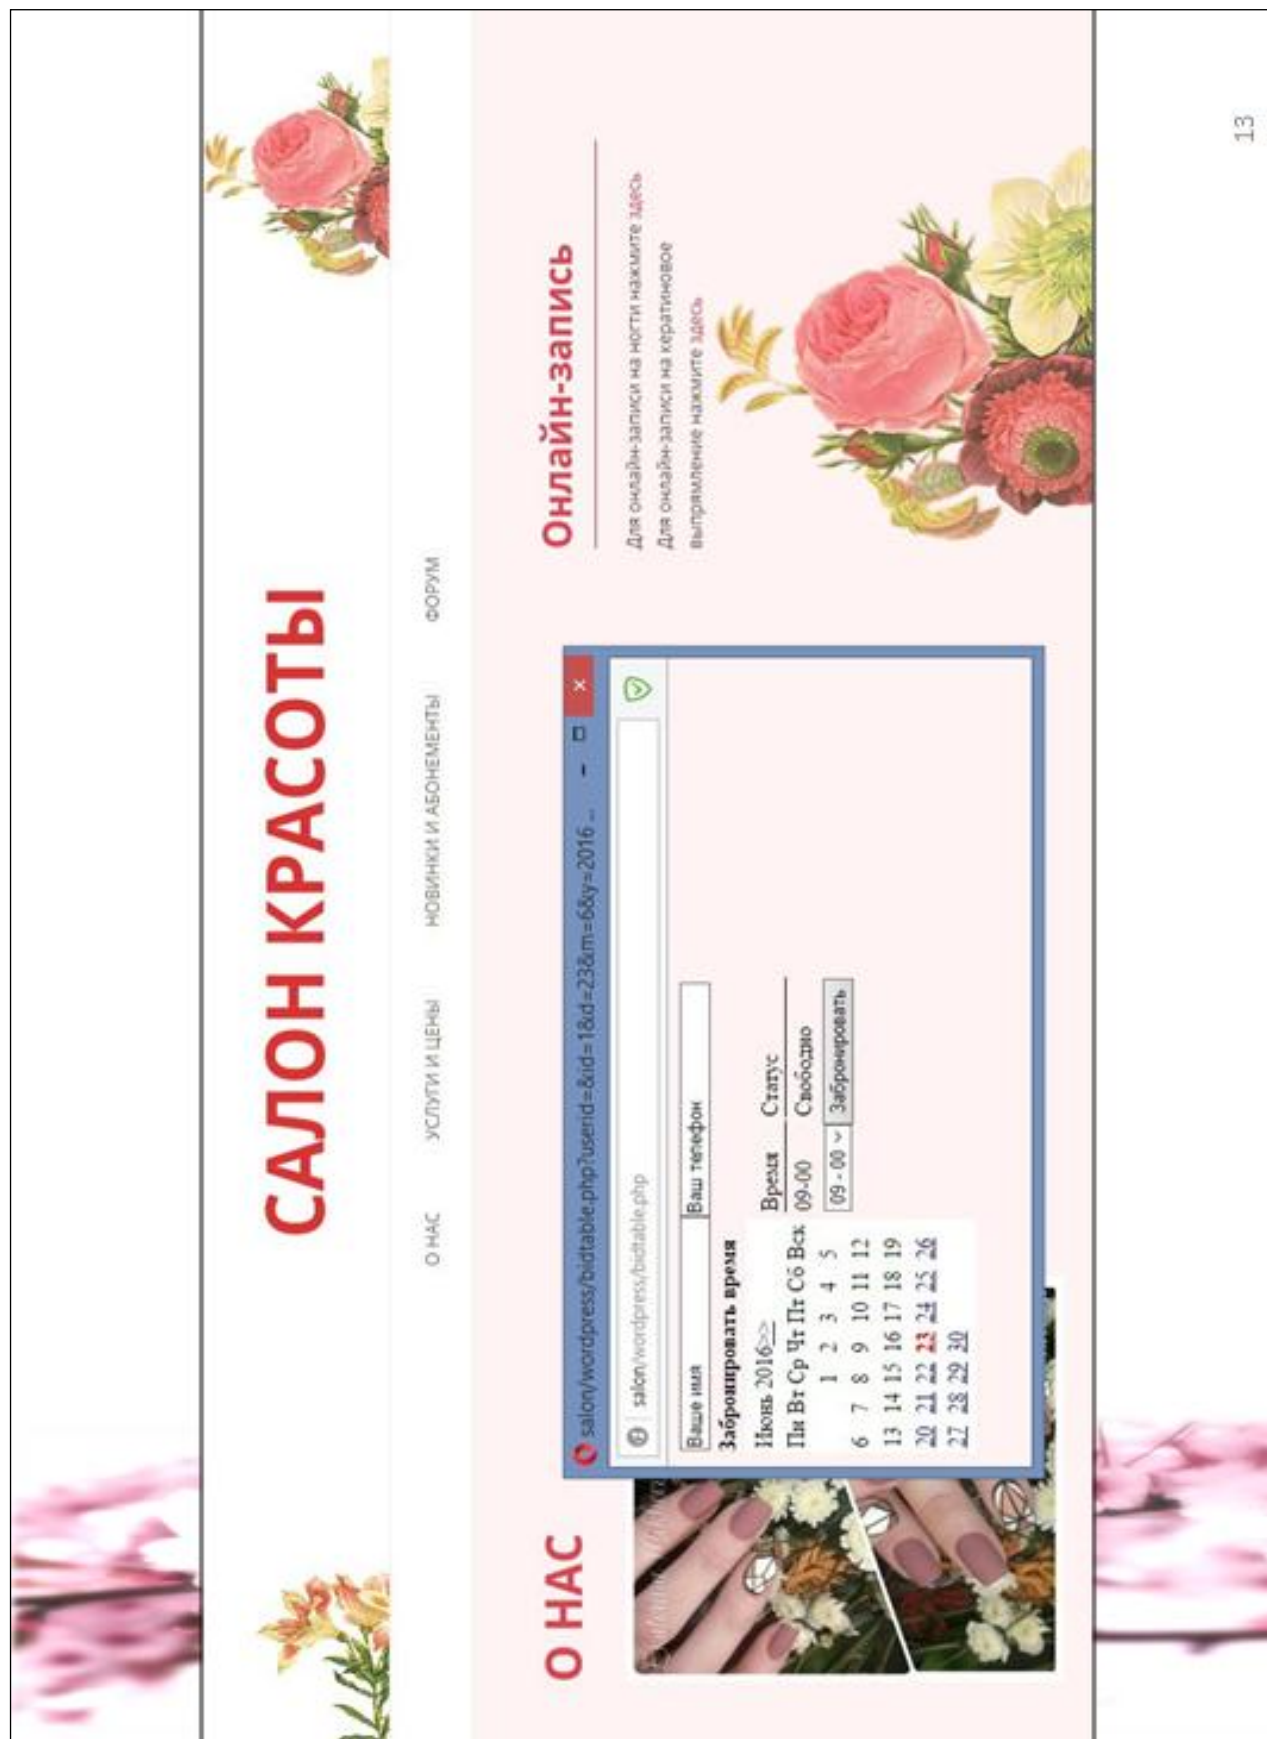 САЛОН КРАСОТЫ
О НАС УСЛУГИ И ЦЕНЫ НОВИНКИ И АБОНЕМЕНТЫ ФОРУМ
О НАС
salon/wordpress/bidtable.php?userid=&id=1&d=23&m=6&y=2016 ...
salon/wordpress/bidtable.php
Ваше имя Ваш телефон
Забронировать время
Июнь 2016>>
Пн Вт Ср Чт Пт Сб Вск
1 2 3 4 5
6 7 8 9 10 11 12
13 14 15 16 17 18 19
20 21 22 23 24 25 26
27 28 29 30
Время Статус
09-00 Свободно
09 - 00 Забронировать
Онлайн-запись
Для онлайн-записи на ногти нажмите здесь
Для онлайн-записи на кератиновое
выпрямление нажмите здесь
13